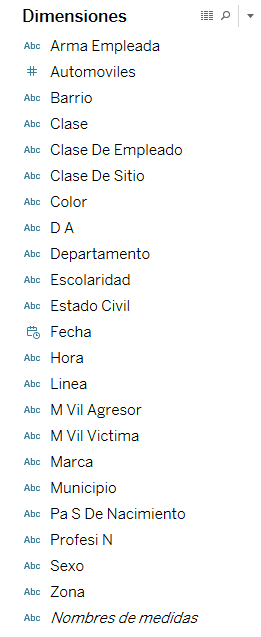 Dimensiones
Abc Arma Empleada
# Automoviles
Abc Barrio
Abc Clase
Abc Clase De Empleado
Abc Clase De Sitio
Abc Color
Abc D A
Abc Departamento
Abc Escolaridad
Abc Estado Civil
Fecha
Abc Hora
Abc Linea
Abc M Vil Agresor
Abc M Vil Victima
Abc Marca
Abc Municipio
Abc Pa S De Nacimiento
Abc Profesi N
Abc Sexo
Abc Zona
Abc Nombres de medidas